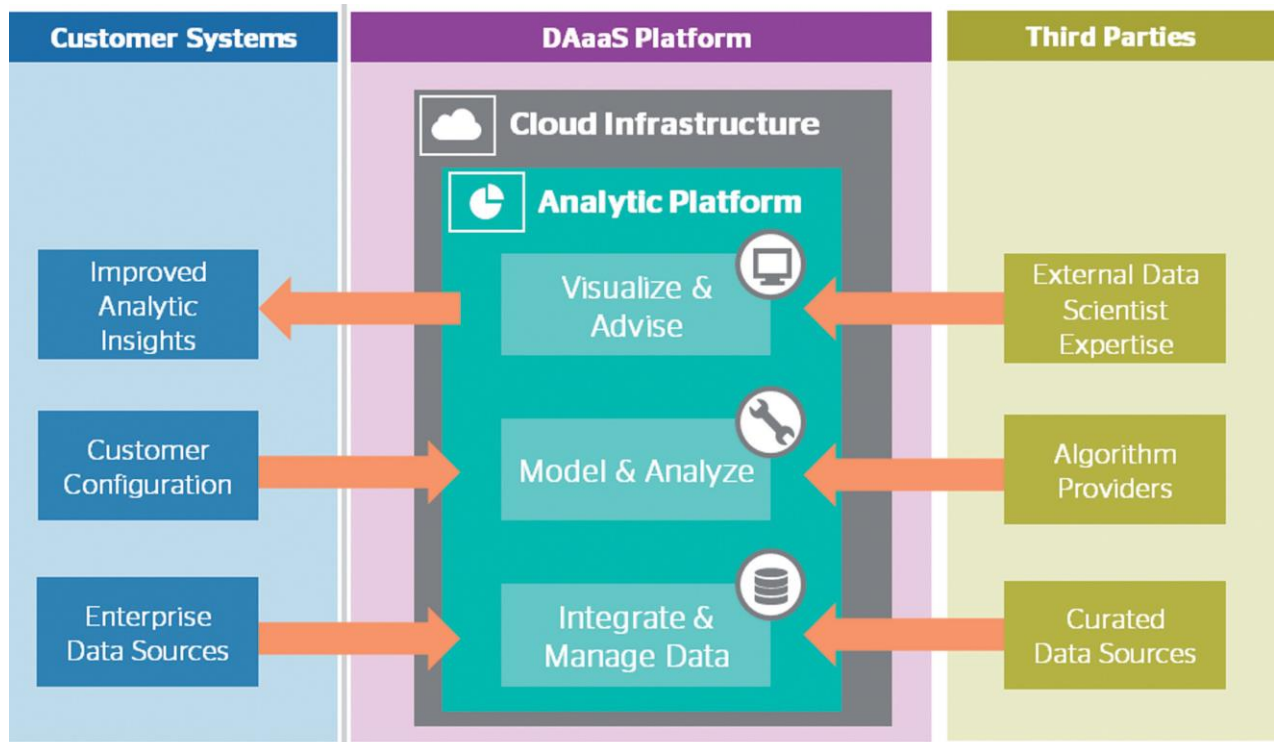 Customer Systems
DAaaS Platform
Third Parties
Cloud Infrastructure
Analytic Platform
Improved
Analytic
Insights
Visualize &
Advise
External Data
Scientist
Expertise
Customer
Configuration
Model & Analyze
Algorithm
Providers
Enterprise
Data Sources
Integrate &
Manage Data
Curated
Data Sources